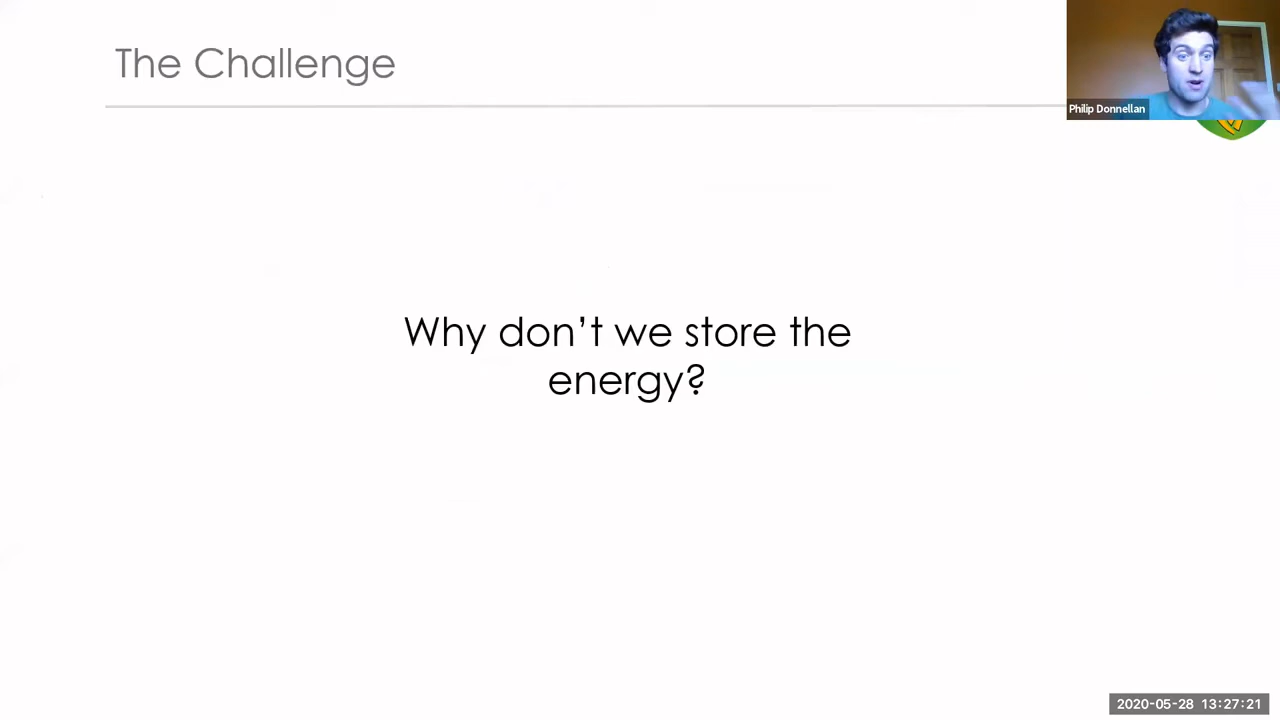 The Challenge
Philip Donnellan
Why don't we store the
energy?
2020-05-28 13:27:21